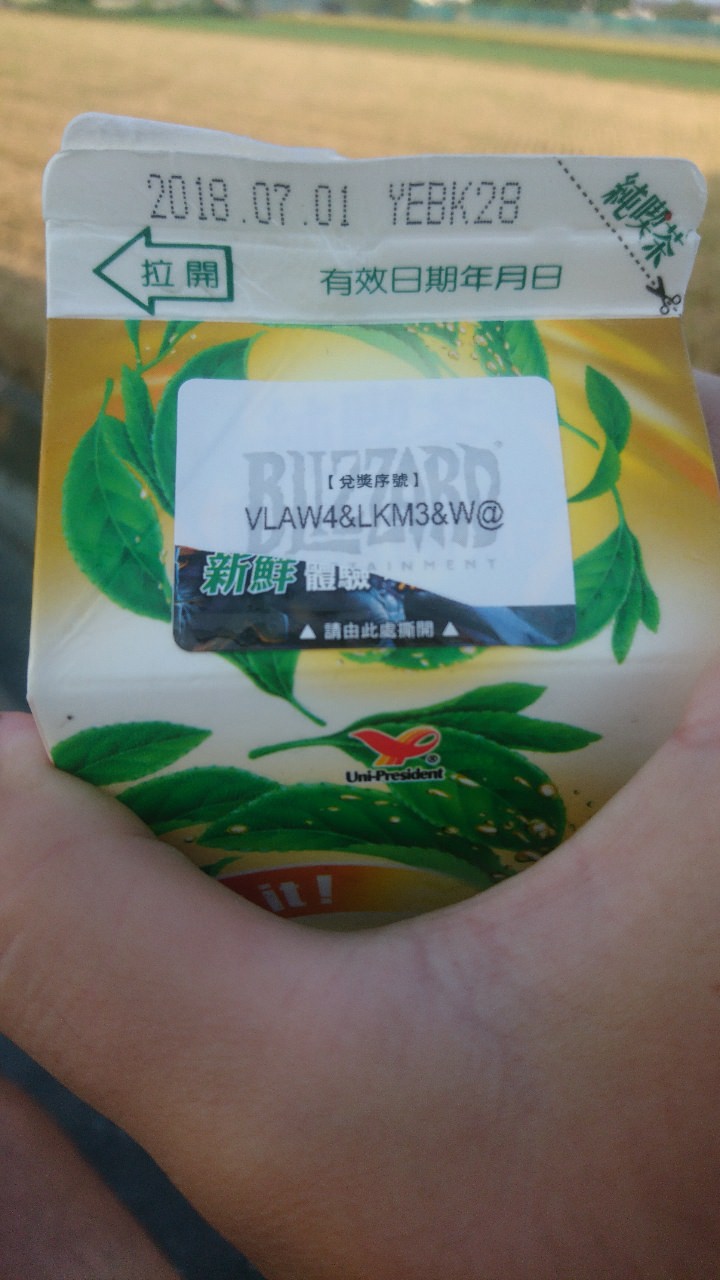 2018.07.01 YEBK28
純喫茶
拉開
有效日期年月日
BLIZZARD
【兌獎序號】
VLAW4&LKM3&W@
AINMENT
新鮮 體驗
▲ 請由此處撕開 ▲
Uni-President®
it!